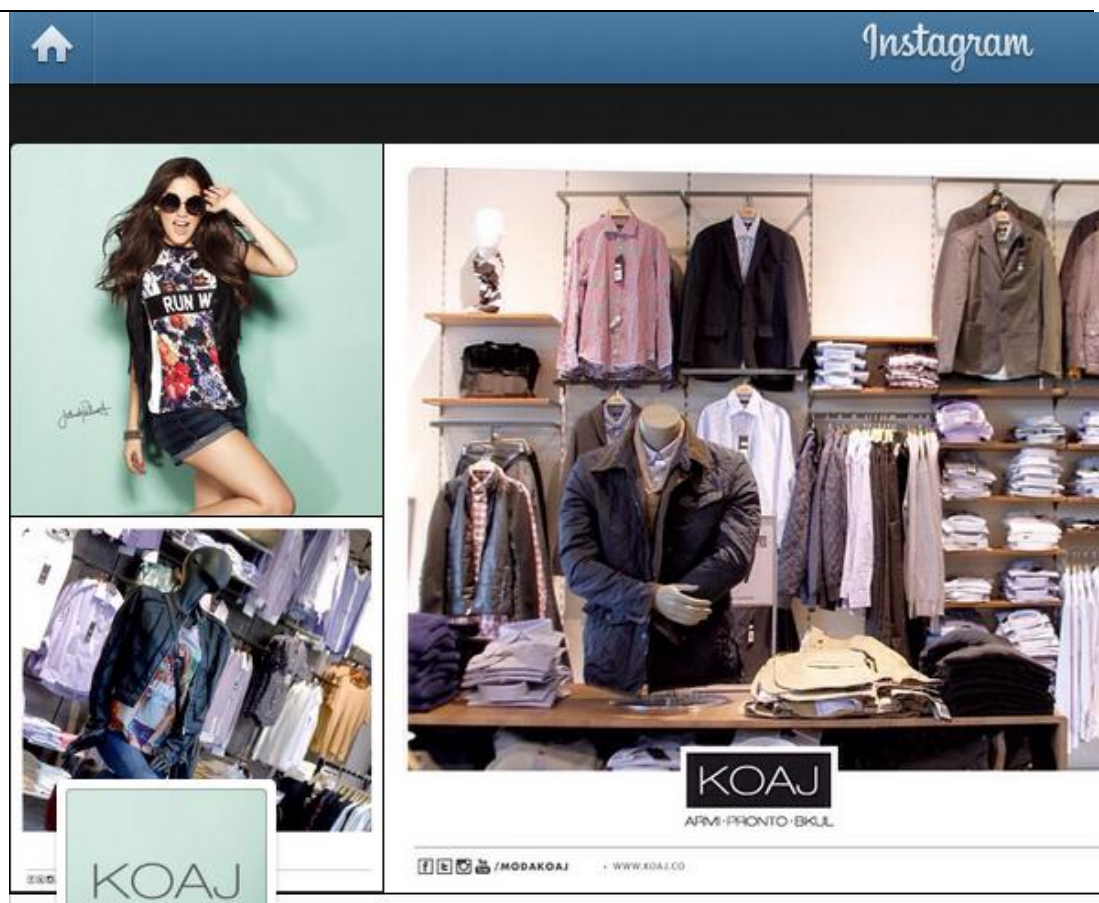 Instagram
RUN W
KOAJ
ARMI·PRONTO·BKUL
/MODAKOAJ • WWW.KOAJ.CO
KOAJ